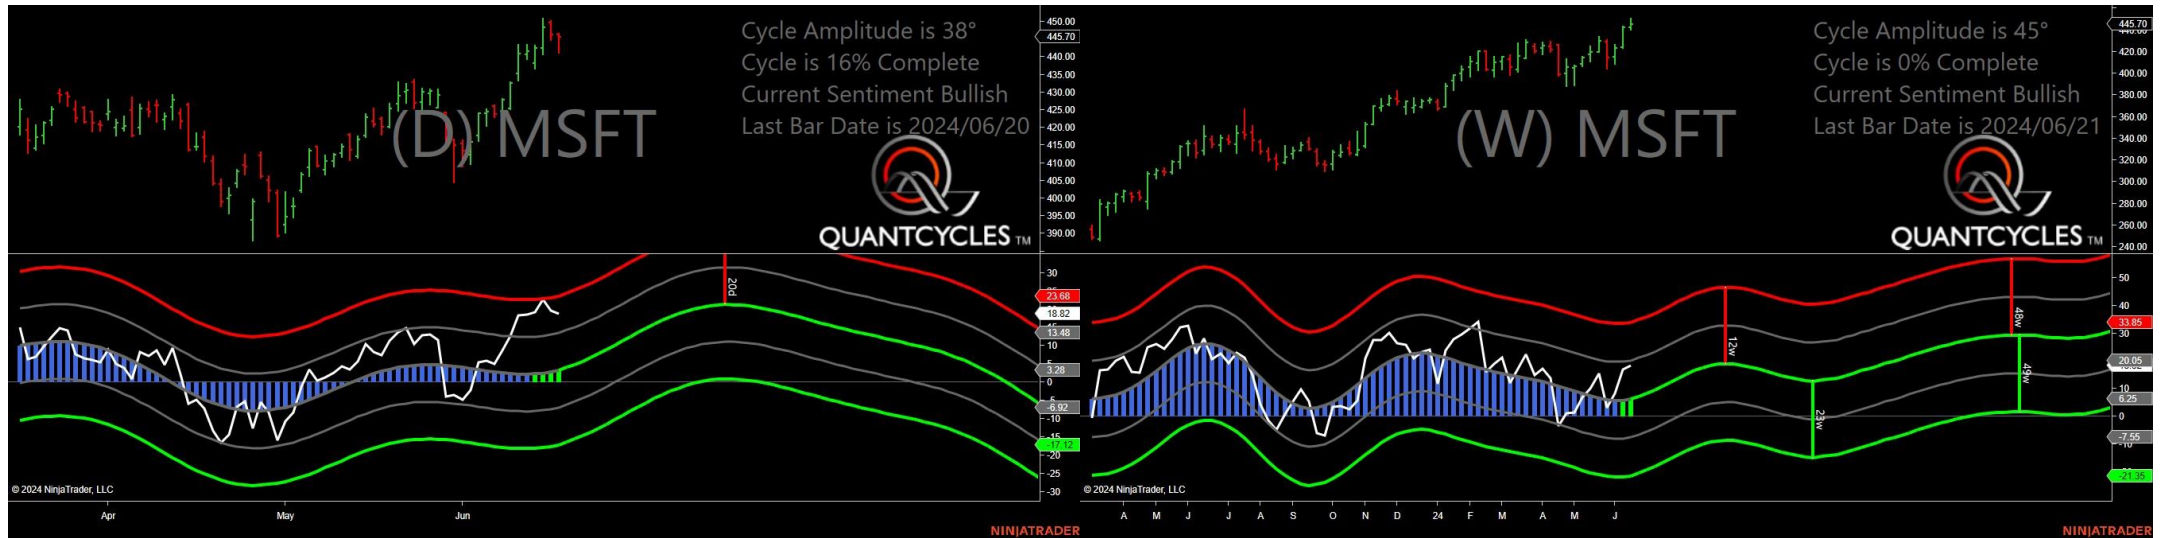 Cycle Amplitude is 38°
Cycle is 16% Complete
Current Sentiment Bullish
Last Bar Date is 2024/06/20
(D) MSFT
QUANTCYCLES TM
450.00
445.70
440.00
435.00
430.00
425.00
420.00
415.00
410.00
405.00
400.00
395.00
390.00
20d
30
23.68
18.82
13.48
10
5
3.28
0
-6.92
-10
-15
-17.12
-20
-25
-30
© 2024 NinjaTrader, LLC
Apr
May
Jun
NINJATRADER
Cycle Amplitude is 45°
Cycle is 0% Complete
Current Sentiment Bullish
Last Bar Date is 2024/06/21
(W) MSFT
QUANTCYCLES TM
445.70
440.00
420.00
400.00
380.00
360.00
340.00
320.00
300.00
280.00
260.00
240.00
12w
23w
48w
49w
50
40
33.85
30
20.05
10
6.25
0
-7.55
-10
-21.35
© 2024 NinjaTrader, LLC
A
M
J
J
A
S
O
N
D
24
F
M
A
M
J
NINJATRADER